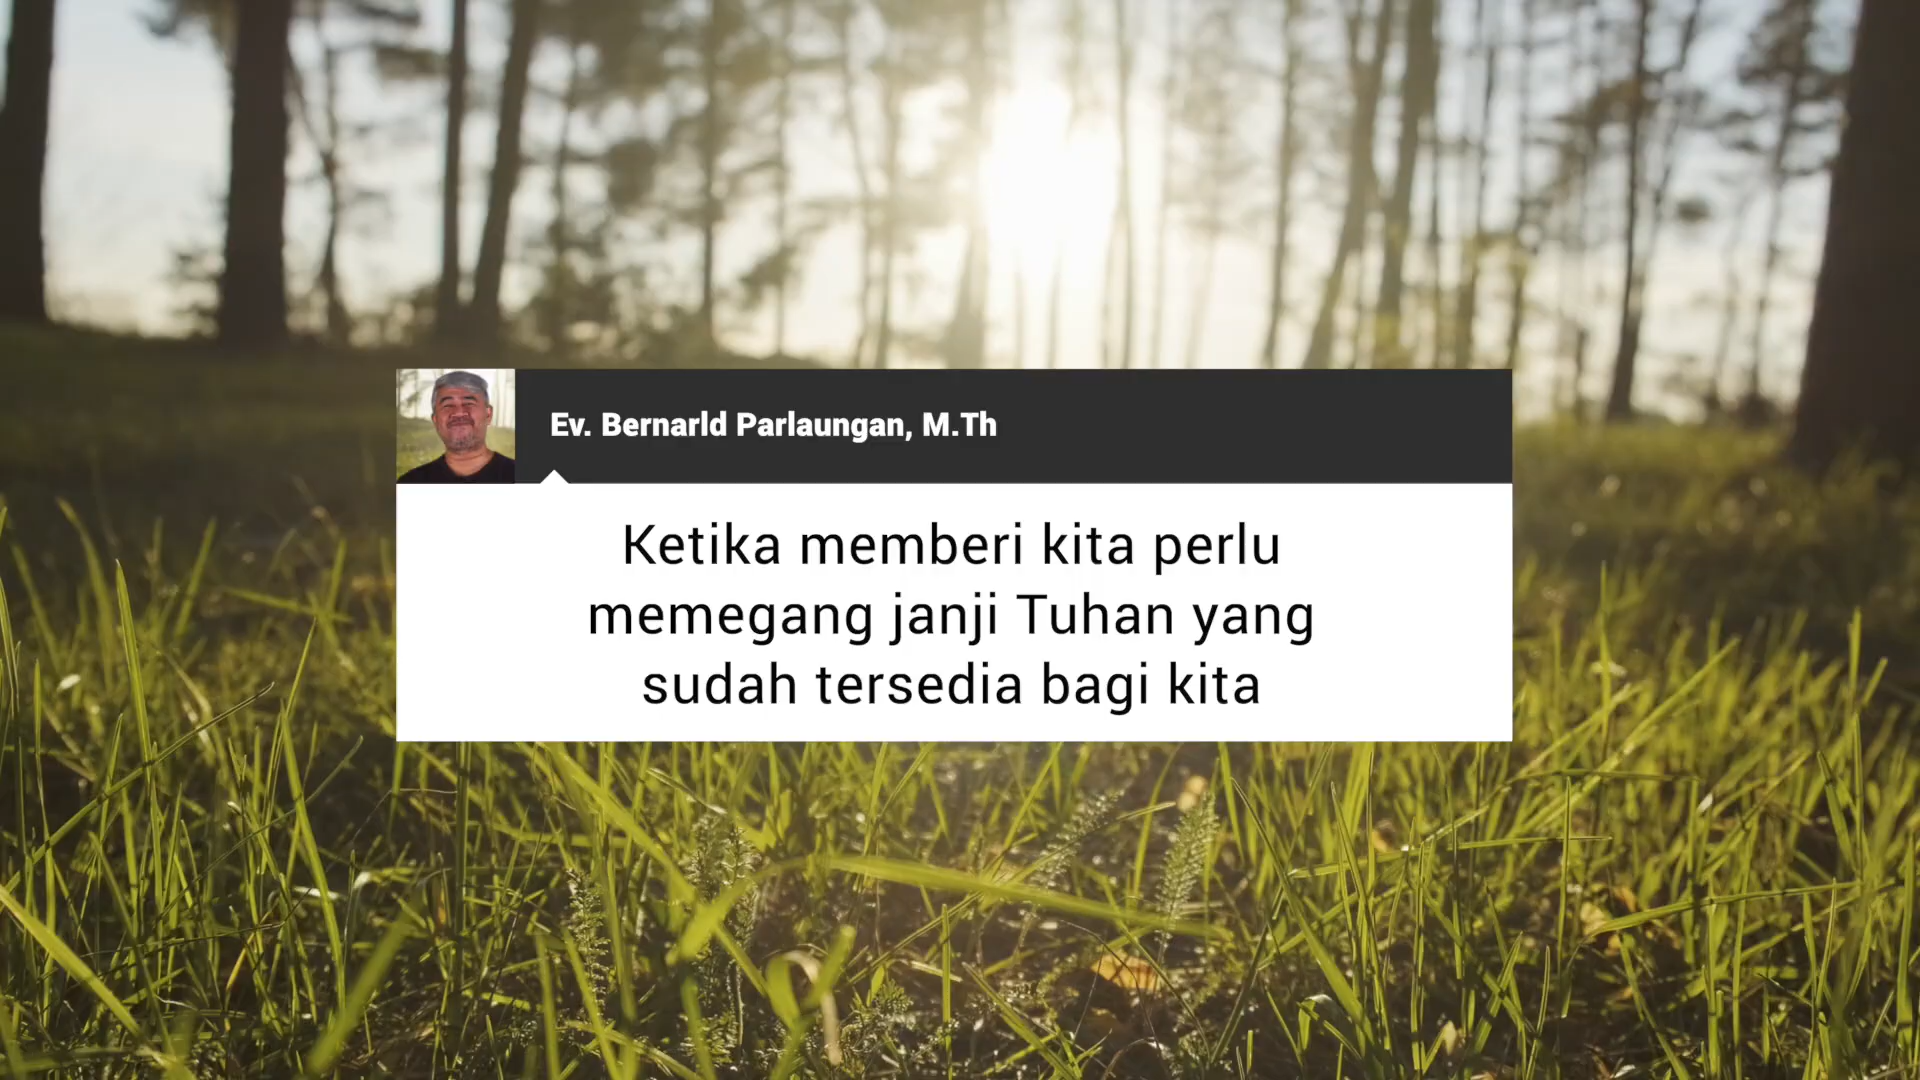 Ev. Bernarld Parlaungan, M.Th
Ketika memberi kita perlu
memegang janji Tuhan yang
sudah tersedia bagi kita